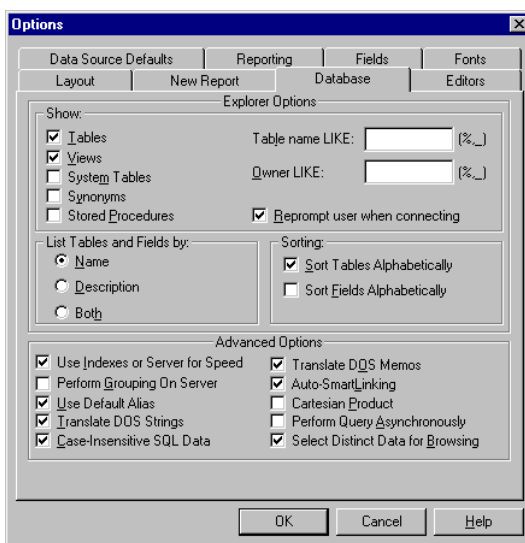 Options
Data Source Defaults Reporting Fields Fonts
Layout New Report Database Editors
Explorer Options
Show:
Tables
Views
System Tables
Synonyms
Stored Procedures
Table name LIKE: (%,_)
Owner LIKE: (%,_)
Reprompt user when connecting
List Tables and Fields by:
Name
Description
Both
Sorting:
Sort Tables Alphabetically
Sort Fields Alphabetically
Advanced Options
Use Indexes or Server for Speed
Perform Grouping On Server
Use Default Alias
Translate DOS Strings
Case-Insensitive SQL Data
Translate DOS Memos
Auto-SmartLinking
Cartesian Product
Perform Query Asynchronously
Select Distinct Data for Browsing
OK Cancel Help